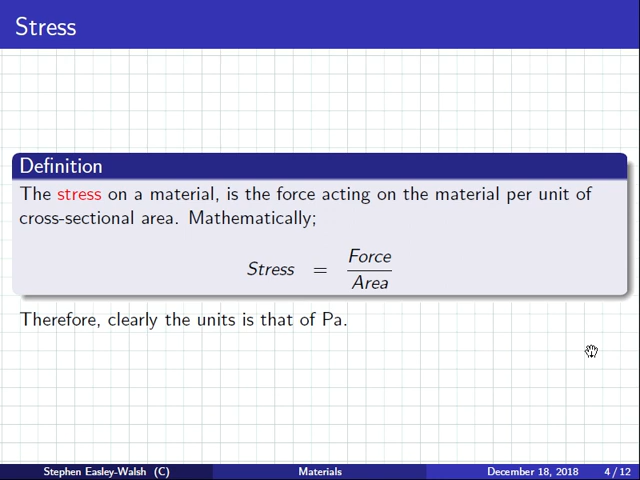 Stress
Definition
The stress on a material, is the force acting on the material per unit of
cross-sectional area. Mathematically;
Stress = Force
Area
Therefore, clearly the units is that of Pa.
Stephen Easley-Walsh (C) Materials December 18, 2018 4 / 12